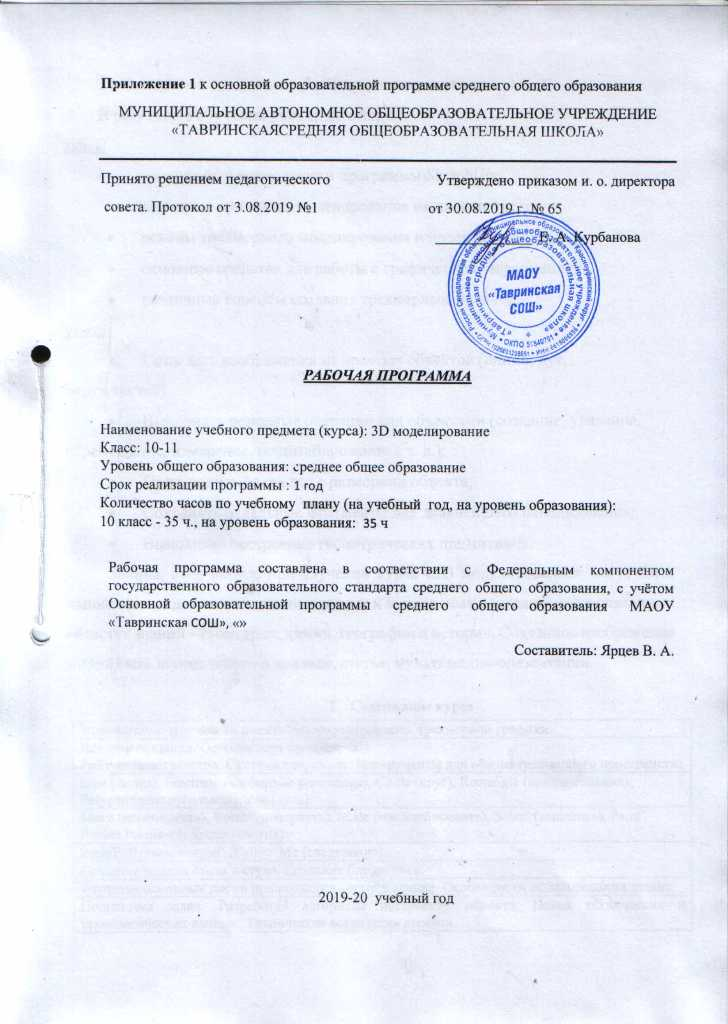 Приложение 1 к основной образовательной программе среднего общего образования
МУНИЦИПАЛЬНОЕ АВТОНОМНОЕ ОБЩЕОБРАЗОВАТЕЛЬНОЕ УЧРЕЖДЕНИЕ
«ТАВРИНСКАЯСРЕДНЯЯ ОБЩЕОБРАЗОВАТЕЛЬНАЯ ШКОЛА»
Принято решением педагогического Утверждено приказом и. о. директора
совета. Протокол от 3.08.2019 №1 от 30.08.2019 г. № 65
Е. А. Курбанова
МАОУ
«Тавринская
СОШ»
РАБОЧАЯ ПРОГРАММА
Наименование учебного предмета (курса): 3D моделирование
Класс: 10-11
Уровень общего образования: среднее общее образование
Срок реализации программы : 1 год
Количество часов по учебному плану (на учебный год, на уровень образования):
10 класс - 35 ч., на уровень образования: 35 ч
Рабочая программа составлена в соответствии с Федеральным компонентом
государственного образовательного стандарта среднего общего образования, с учётом
Основной образовательной программы среднего общего образования МАОУ
«Тавринская СОШ», «»
Составитель: Ярцев В. А.
2019-20 учебный год